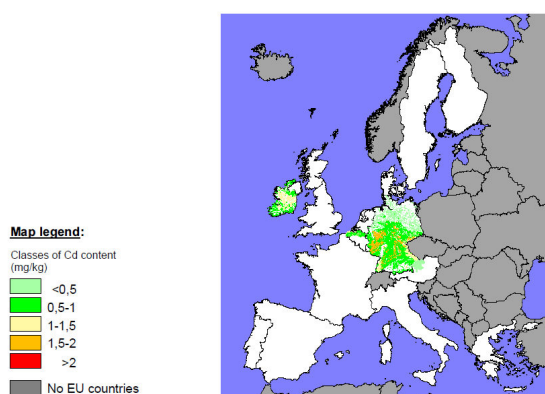 Map legend:
Classes of Cd content
(mg/kg)
<0,5
0,5-1
1-1,5
1,5-2
>2
No EU countries